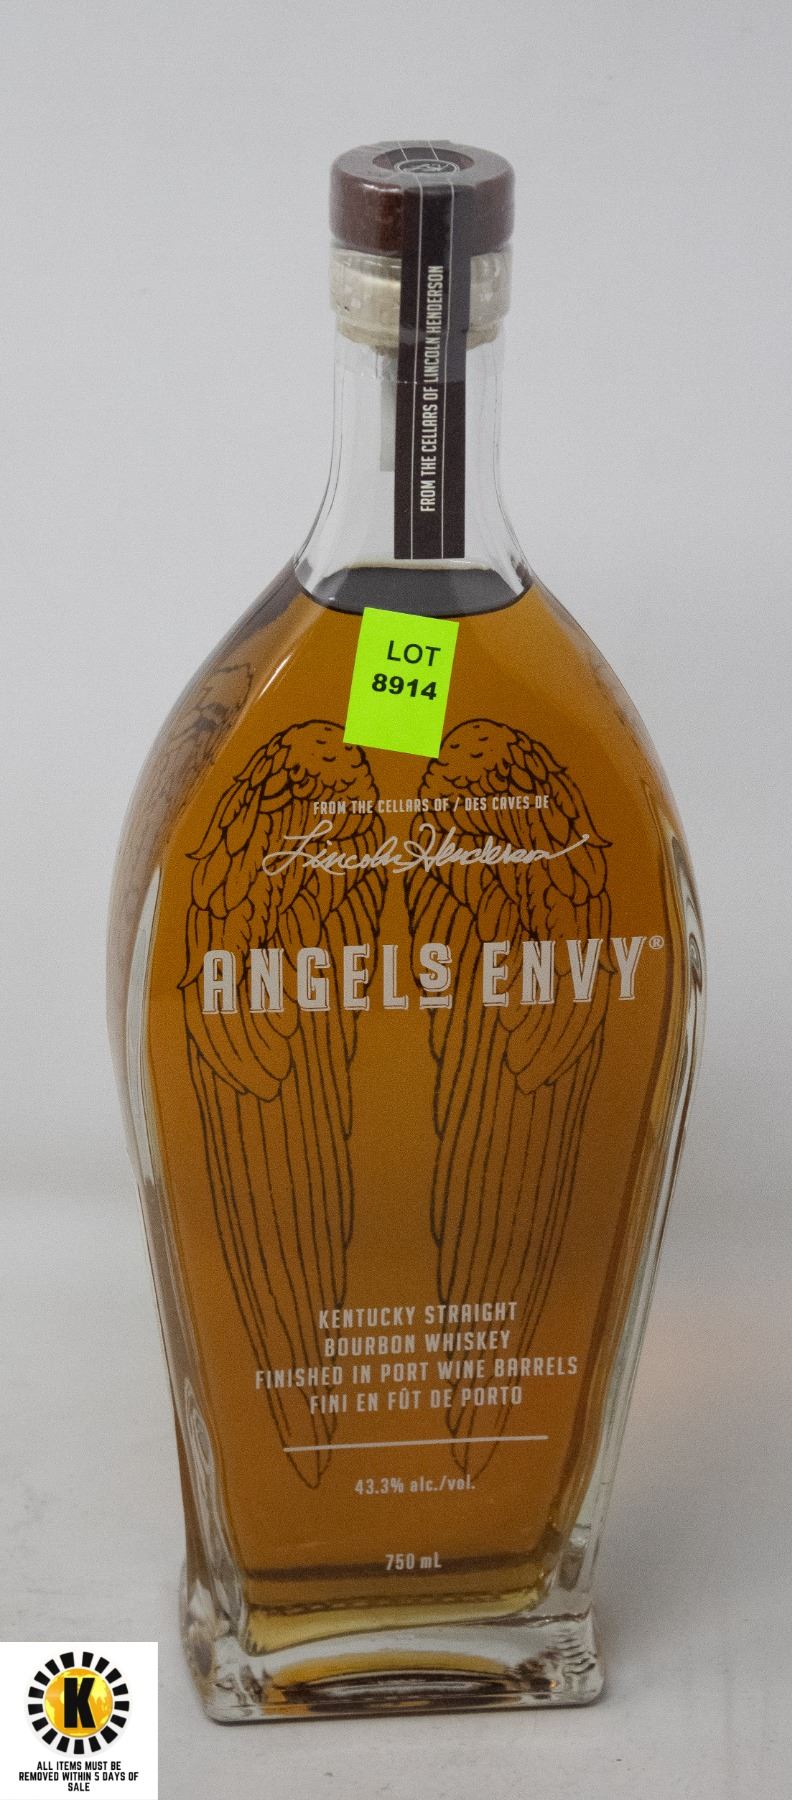 FROM THE CELLARS OF LINCOLN HENDERSON
LOT
8914
FROM THE CELLARS OF / DES CAVES DE
Lincoln Henderson
ANGELS ENVY®
KENTUCKY STRAIGHT
BOURBON WHISKEY
FINISHED IN PORT WINE BARRELS
FINI EN FÛT DE PORTO
43.3% alc./vol.
750 mL
K
ALL ITEMS MUST BE
REMOVED WITHIN 5 DAYS OF
SALE